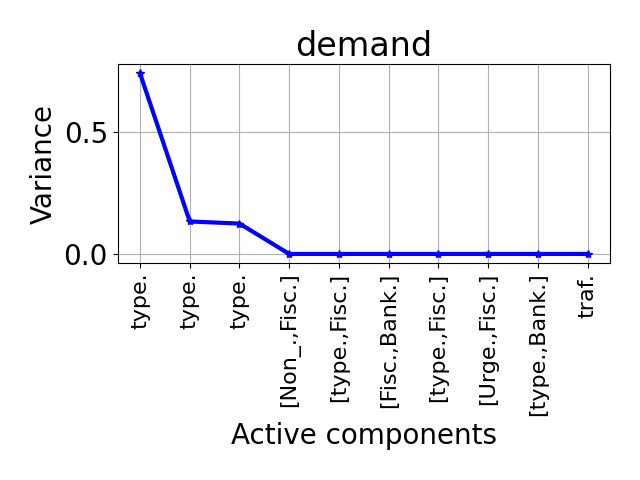 demand
Variance
0.5
0.0
type.
type.
type.
[Non_.,Fisc.]
[type.,Fisc.]
[Fisc.,Bank.]
[type.,Fisc.]
[Urge.,Fisc.]
[type.,Bank.]
traf.
Active components